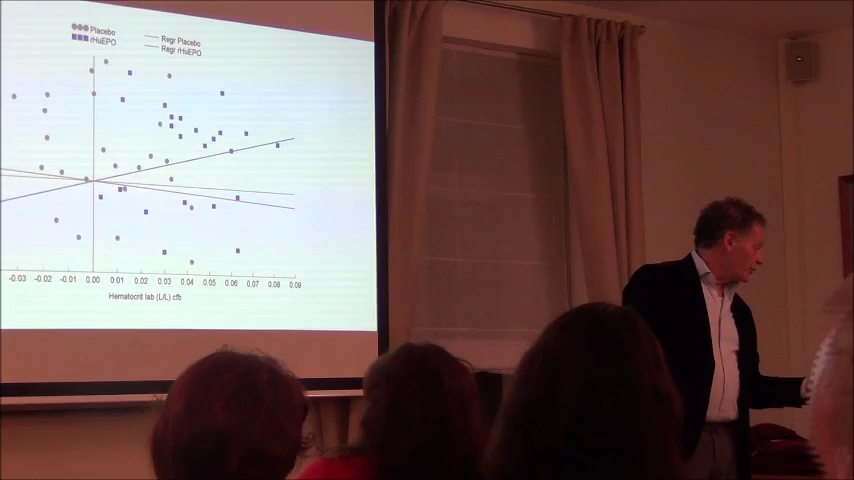 Placebo
rHuEPO
Regr Placebo
Regr rHuEPO
-0.03 -0.02 -0.01 0.00 0.01 0.02 0.03 0.04 0.05 0.06 0.07 0.08 0.09
Hematocrit lab (L/L) cfb